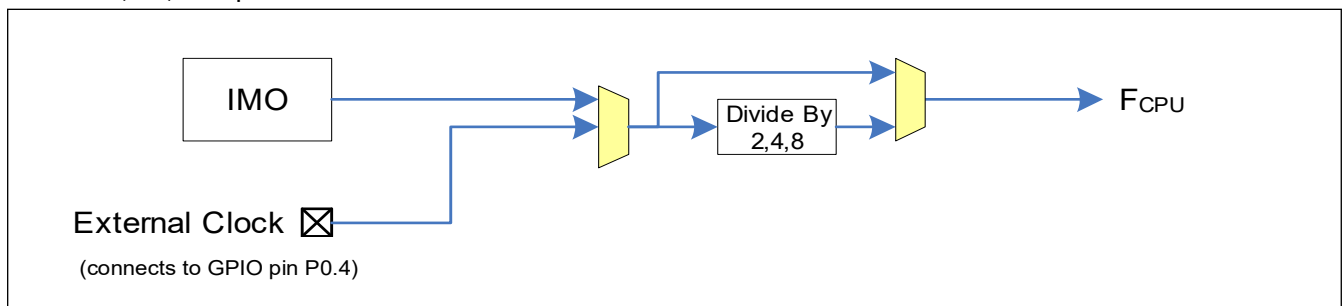 IMO
Divide By
2,4,8
FCPU
External Clock
(connects to GPIO pin P0.4)